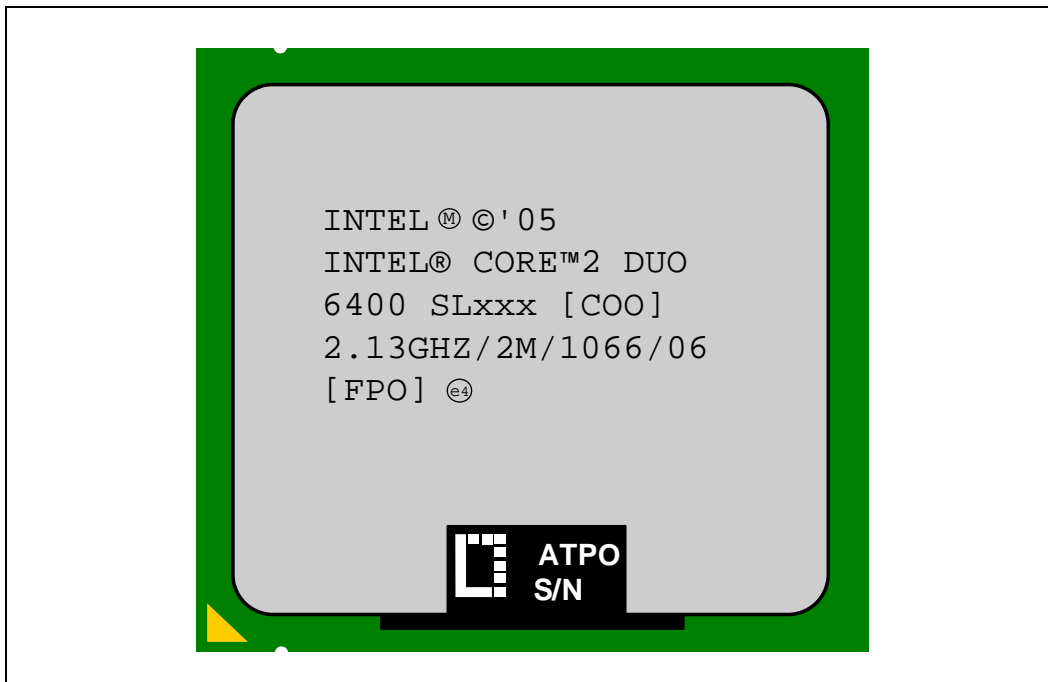 INTEL Ⓜ ©'05
INTEL® CORE™2 DUO
6400 SLxxx [COO]
2.13GHZ/2M/1066/06
[FPO] e4
ATPO
S/N